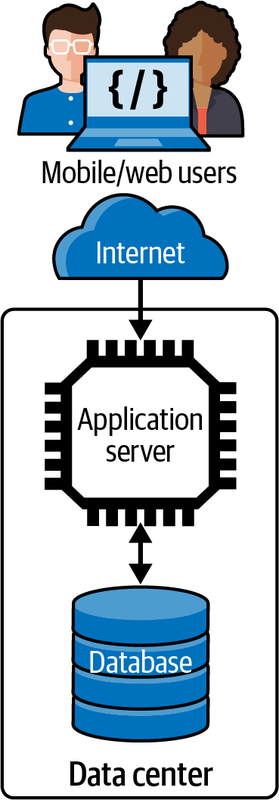 {/}
Mobile/web users
Internet
Application
server
Database
Data center